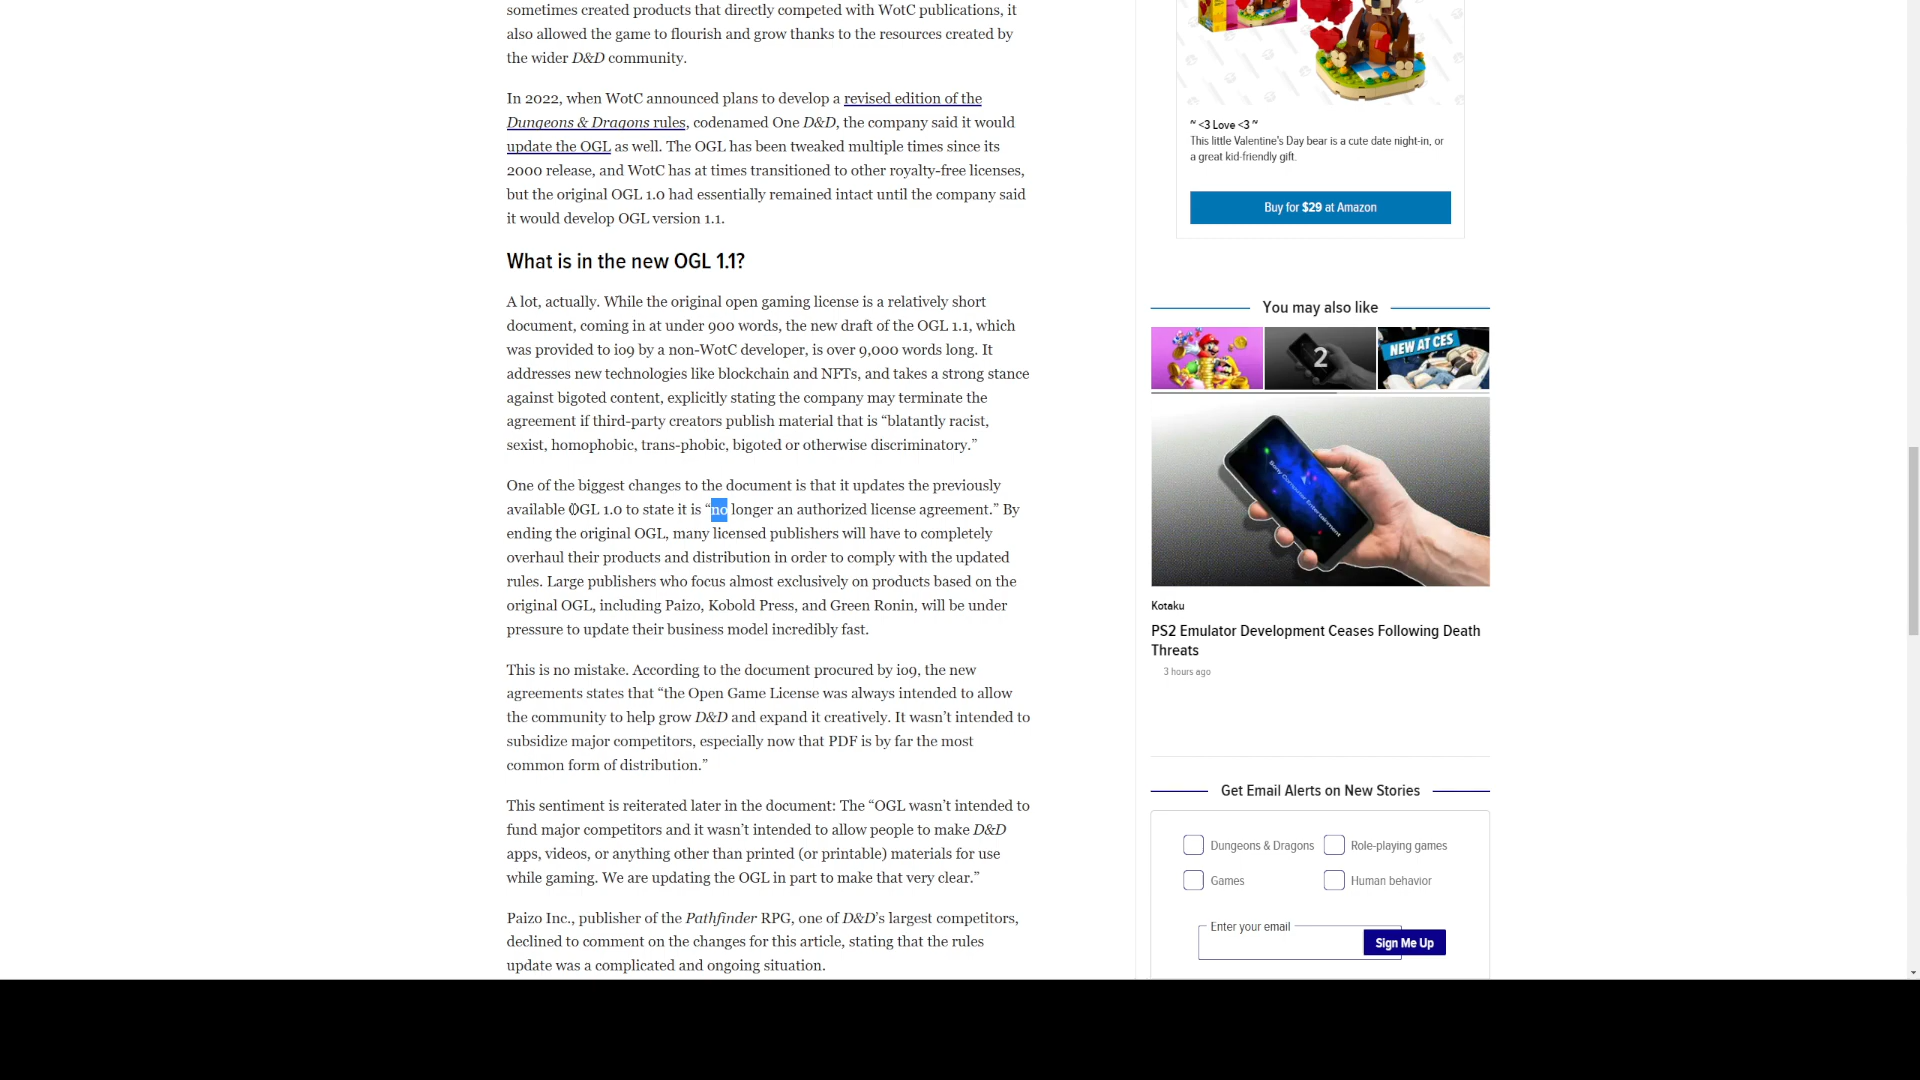 sometimes created products that directly competed with WotC publications, it
also allowed the game to flourish and grow thanks to the resources created by
the wider D&D community.
In 2022, when WotC announced plans to develop a revised edition of the
Dungeons & Dragons rules, codenamed One D&D, the company said it would
update the OGL as well. The OGL has been tweaked multiple times since its
2000 release, and WotC has at times transitioned to other royalty-free licenses,
but the original OGL 1.0 had essentially remained intact until the company said
it would develop OGL version 1.1.
What is in the new OGL 1.1?
A lot, actually. While the original open gaming license is a relatively short
document, coming in at under 900 words, the new draft of the OGL 1.1, which
was provided to io9 by a non-WotC developer, is over 9,000 words long. It
addresses new technologies like blockchain and NFTs, and takes a strong stance
against bigoted content, explicitly stating the company may terminate the
agreement if third-party creators publish material that is “blatantly racist,
sexist, homophobic, trans-phobic, bigoted or otherwise discriminatory.”
One of the biggest changes to the document is that it updates the previously
available OGL 1.0 to state it is “no longer an authorized license agreement.” By
ending the original OGL, many licensed publishers will have to completely
overhaul their products and distribution in order to comply with the updated
rules. Large publishers who focus almost exclusively on products based on the
original OGL, including Paizo, Kobold Press, and Green Ronin, will be under
pressure to update their business model incredibly fast.
This is no mistake. According to the document procured by io9, the new
agreements states that “the Open Game License was always intended to allow
the community to help grow D&D and expand it creatively. It wasn’t intended to
subsidize major competitors, especially now that PDF is by far the most
common form of distribution.”
This sentiment is reiterated later in the document: The “OGL wasn’t intended to
fund major competitors and it wasn’t intended to allow people to make D&D
apps, videos, or anything other than printed (or printable) materials for use
while gaming. We are updating the OGL in part to make that very clear.”
Paizo Inc., publisher of the Pathfinder RPG, one of D&D’s largest competitors,
declined to comment on the changes for this article, stating that the rules
update was a complicated and ongoing situation.
~ <3 Love <3 ~
This little Valentine's Day bear is a cute date night-in, or
a great kid-friendly gift.
Buy for $29 at Amazon
You may also like
2
NEW AT CES
Sony Computer Entertainment
Kotaku
PS2 Emulator Development Ceases Following Death
Threats
3 hours ago
Get Email Alerts on New Stories
Dungeons & Dragons
Role-playing games
Games
Human behavior
Enter your email
Sign Me Up